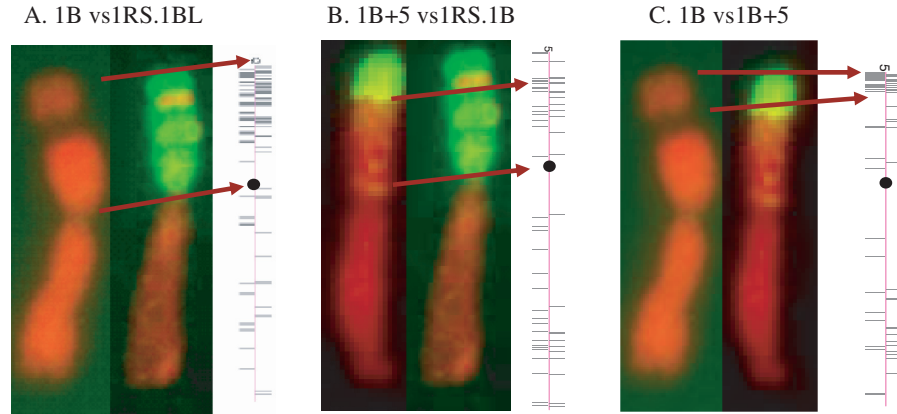 A. 1B vs1RS.1BL
B. 1B+5 vs1RS.1B
C. 1B vs1B+5
5
5